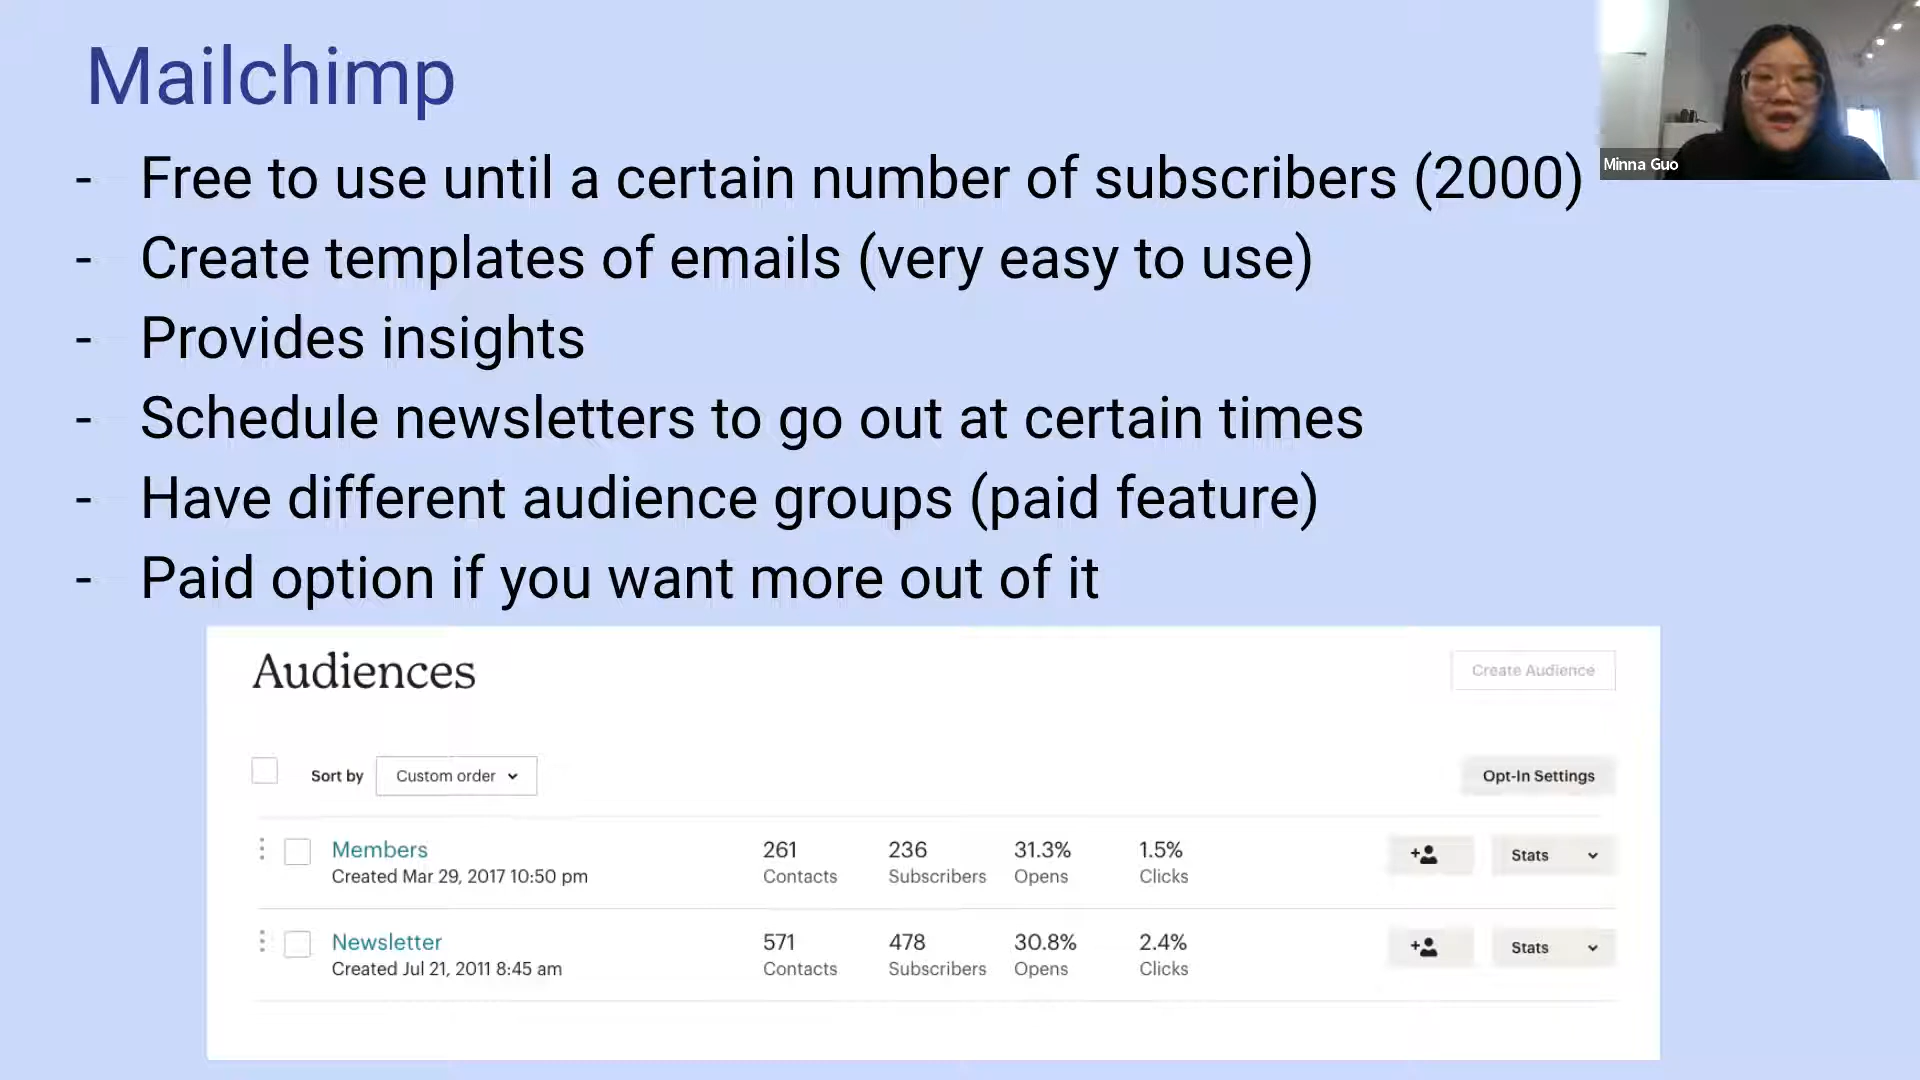 Mailchimp
Minna Guo
- Free to use until a certain number of subscribers (2000)
- Create templates of emails (very easy to use)
- Provides insights
- Schedule newsletters to go out at certain times
- Have different audience groups (paid feature)
- Paid option if you want more out of it
Audiences
Create Audience
Sort by Custom order
Opt-In Settings
Members 261 236 31.3% 1.5% Stats
Created Mar 29, 2017 10:50 pm Contacts Subscribers Opens Clicks
Newsletter 571 478 30.8% 2.4% Stats
Created Jul 21, 2011 8:45 am Contacts Subscribers Opens Clicks